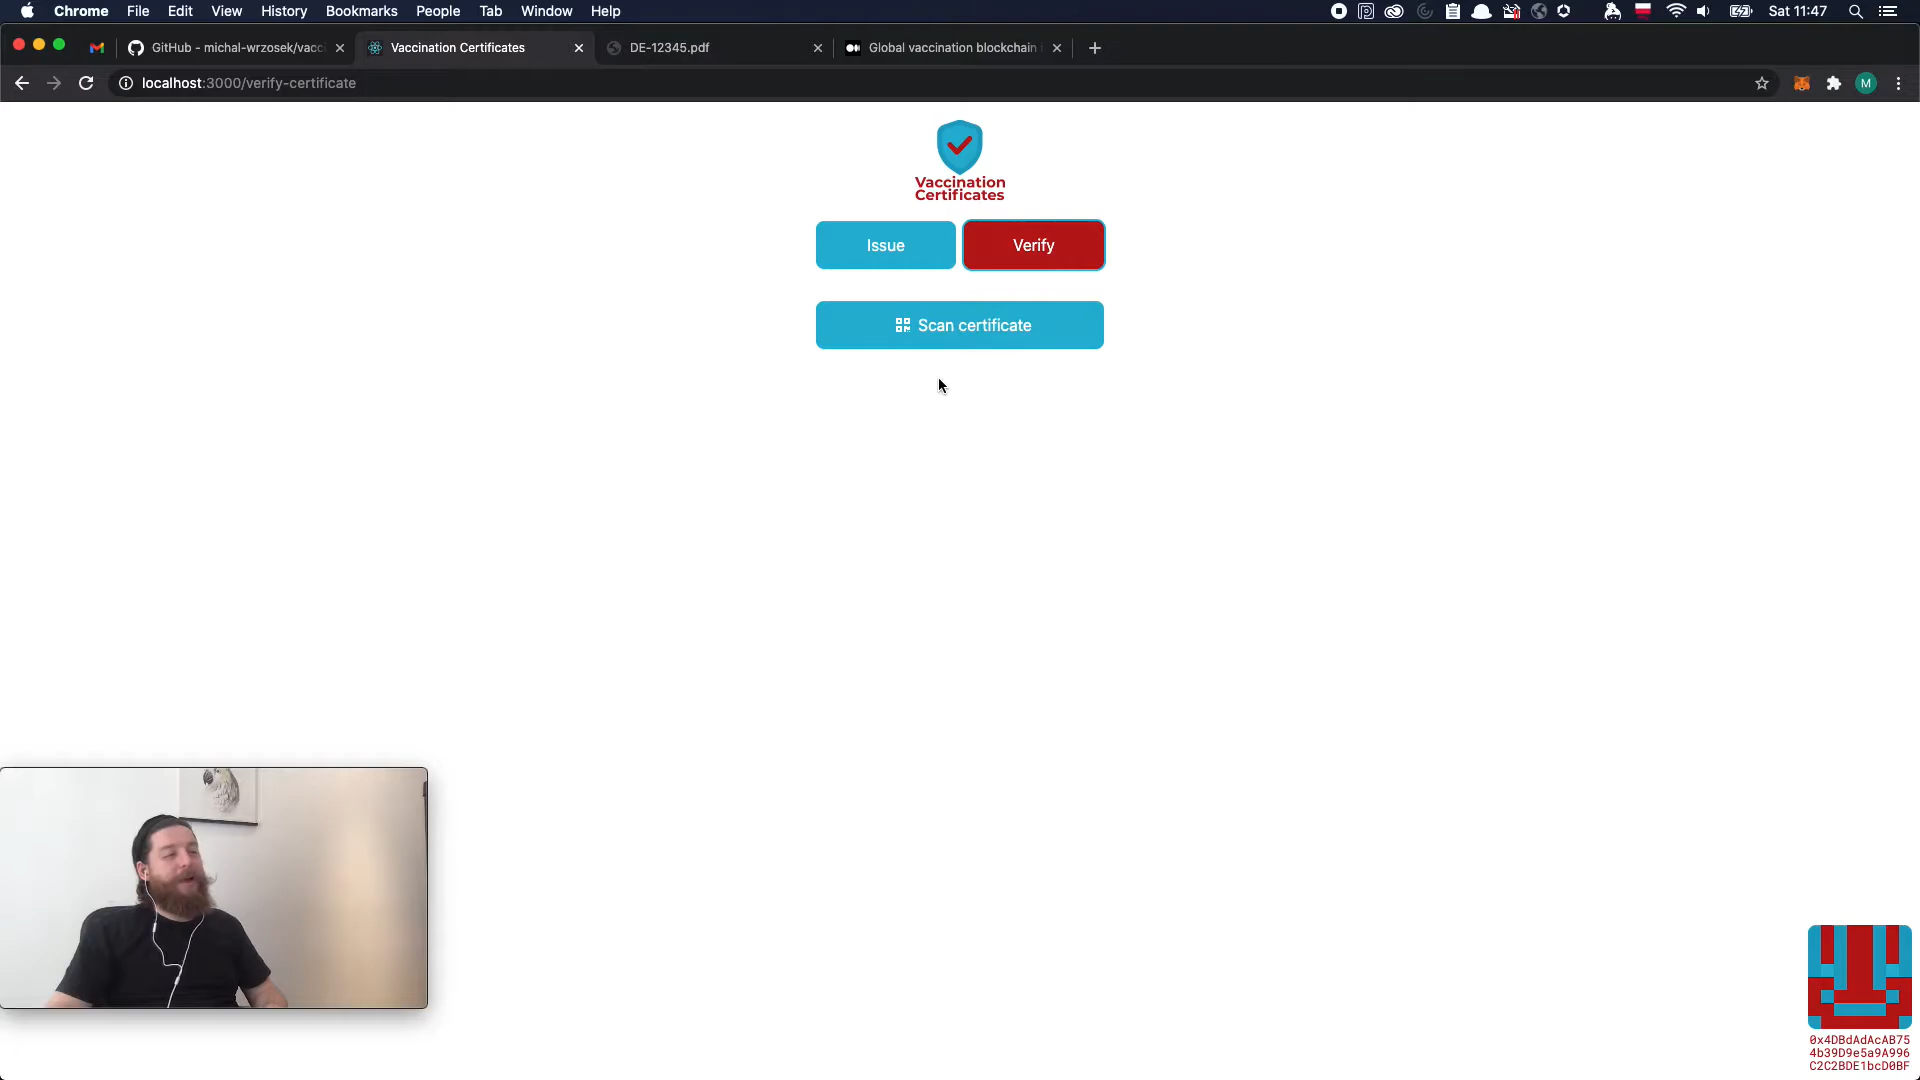 Chrome File Edit View History Bookmarks People Tab Window Help Sat 11:47
GitHub - michal-wrzosek/vacci Vaccination Certificates DE-12345.pdf Global vaccination blockchain
localhost:3000/verify-certificate M
Vaccination
Certificates
Issue Verify
Scan certificate
0x4DBdAdAcAB75
4b39D9e5a9A996
C2C2BDE1bcD0BF